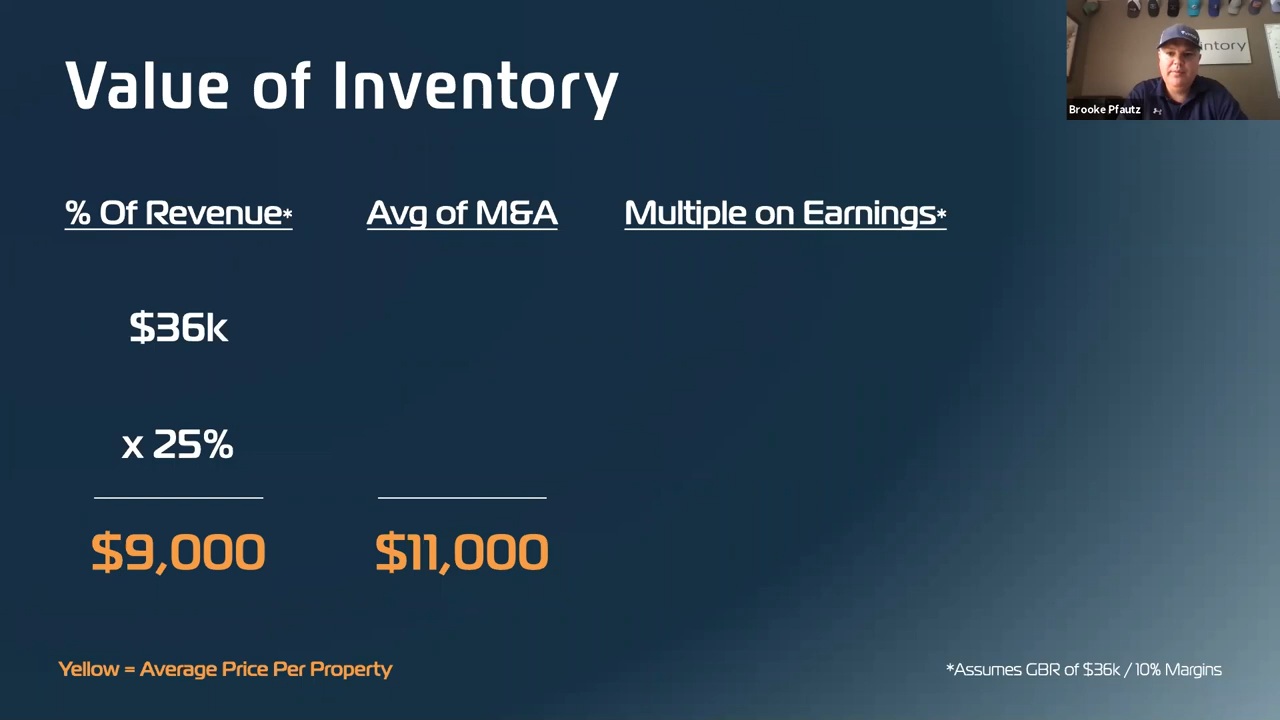 Value of Inventory
Brooke Pfautz
% Of Revenue*
Avg of M&A
Multiple on Earnings*
$36k
x 25%
$9,000
$11,000
Yellow = Average Price Per Property
*Assumes GBR of $36k / 10% Margins